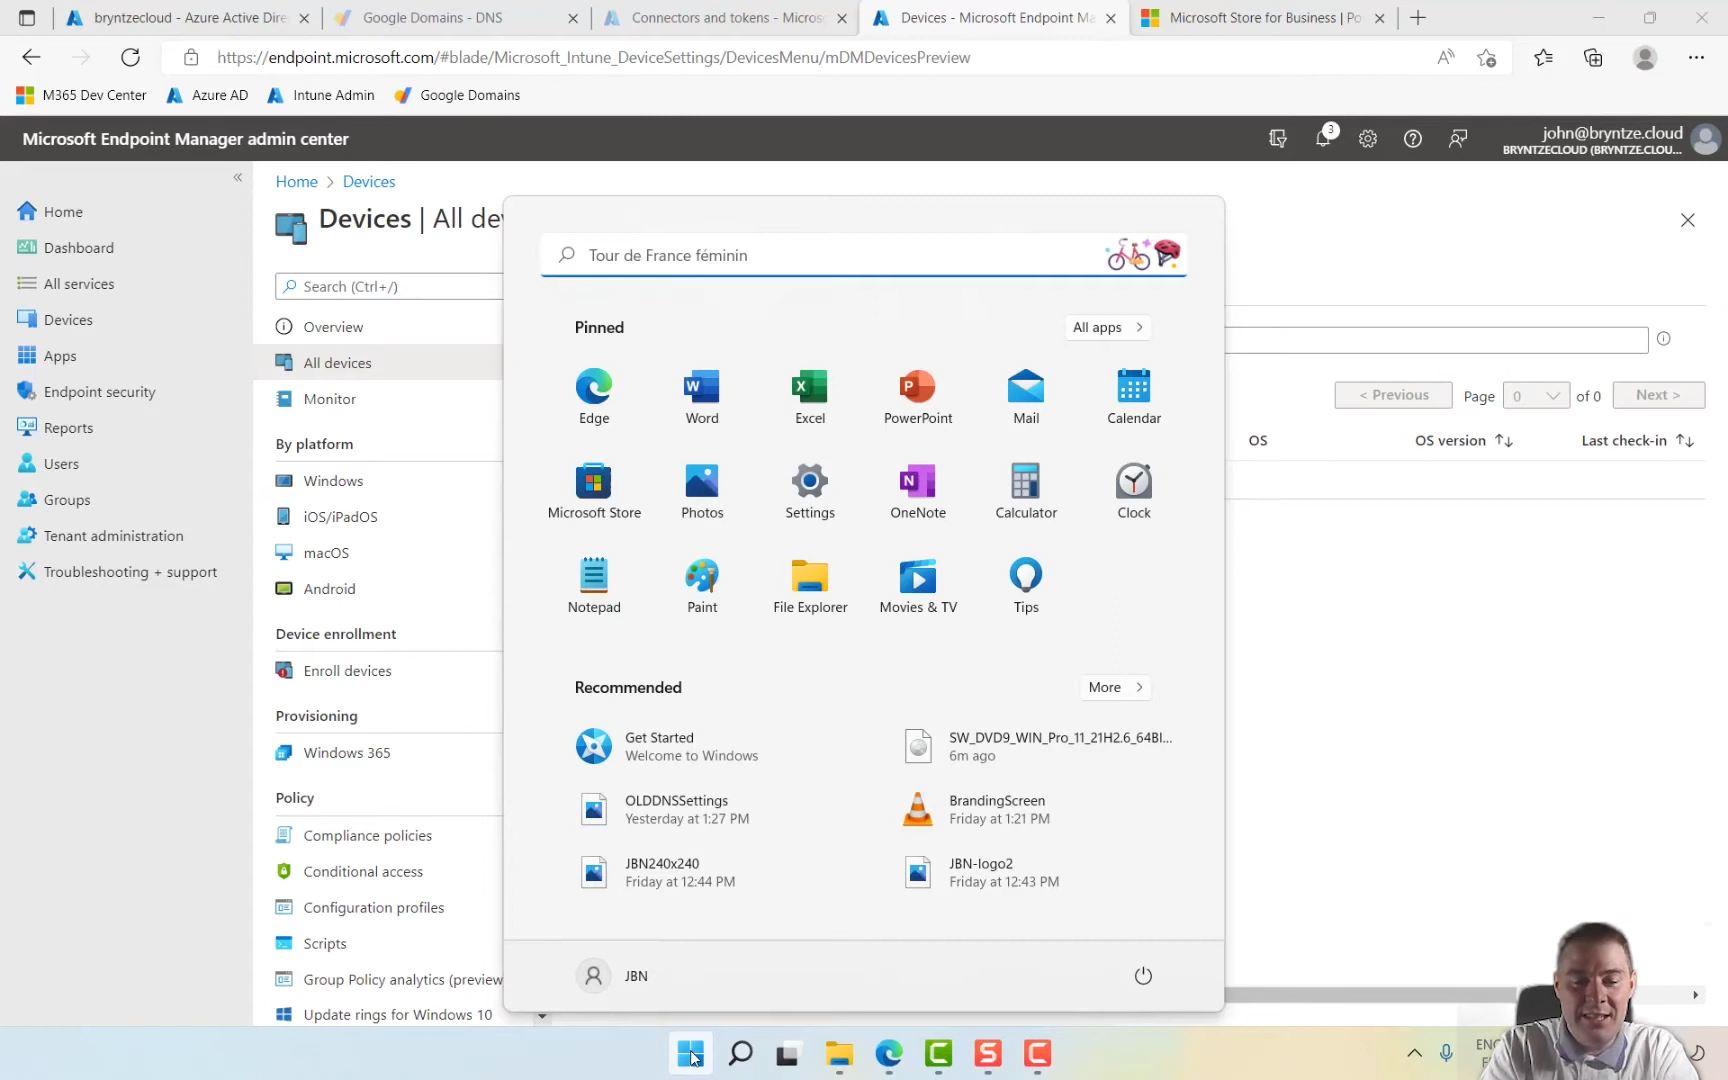 bryntzecloud - Azure Active Dire
Google Domains - DNS
Connectors and tokens - Micros
Devices - Microsoft Endpoint Ma
Microsoft Store for Business | Po
https://endpoint.microsoft.com/#blade/Microsoft_Intune_DeviceSettings/DevicesMenu/mDMDevicesPreview
M365 Dev Center
Azure AD
Intune Admin
Google Domains
Microsoft Endpoint Manager admin center
3
john@bryntze.cloud
BRYNTZECLOUD (BRYNTZE.CLOU...
Home
Dashboard
All services
Devices
Apps
Endpoint security
Reports
Users
Groups
Tenant administration
Troubleshooting + support
Home > Devices
Devices | All de
Search (Ctrl+/)
Overview
All devices
Monitor
By platform
Windows
iOS/iPadOS
macOS
Android
Device enrollment
Enroll devices
Provisioning
Windows 365
Policy
Compliance policies
Conditional access
Configuration profiles
Scripts
Group Policy analytics (preview
Update rings for Windows 10
Tour de France féminin
Pinned
All apps >
Edge
Word
Excel
PowerPoint
Mail
Calendar
Microsoft Store
Photos
Settings
OneNote
Calculator
Clock
Notepad
Paint
File Explorer
Movies & TV
Tips
Recommended
More >
Get Started
Welcome to Windows
SW_DVD9_WIN_Pro_11_21H2.6_64BI...
6m ago
OLDDNSSettings
Yesterday at 1:27 PM
BrandingScreen
Friday at 1:21 PM
JBN240x240
Friday at 12:44 PM
JBN-logo2
Friday at 12:43 PM
JBN
< Previous
Page
0
of 0
Next >
OS
OS version
Last check-in